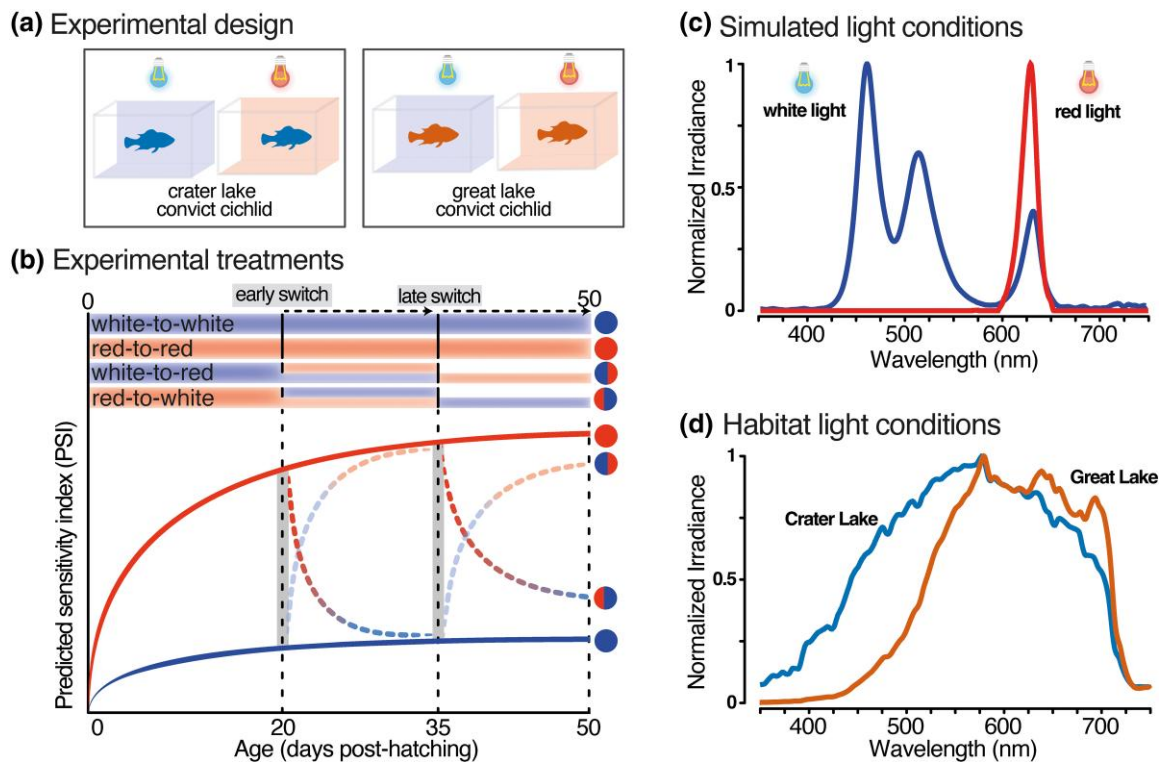 (a) Experimental design
crater lake
convict cichlid
great lake
convict cichlid
(b) Experimental treatments
0
early switch
late switch
50
white-to-white
red-to-red
white-to-red
red-to-white
Predicted sensitivity index (PSI)
0
20
35
50
Age (days post-hatching)
(c) Simulated light conditions
white light
red light
Normalized Irradiance
1
0.5
0
400
500
600
700
Wavelength (nm)
(d) Habitat light conditions
Crater Lake
Great Lake
Normalized Irradiance
1
0.5
0
400
500
600
700
Wavelength (nm)